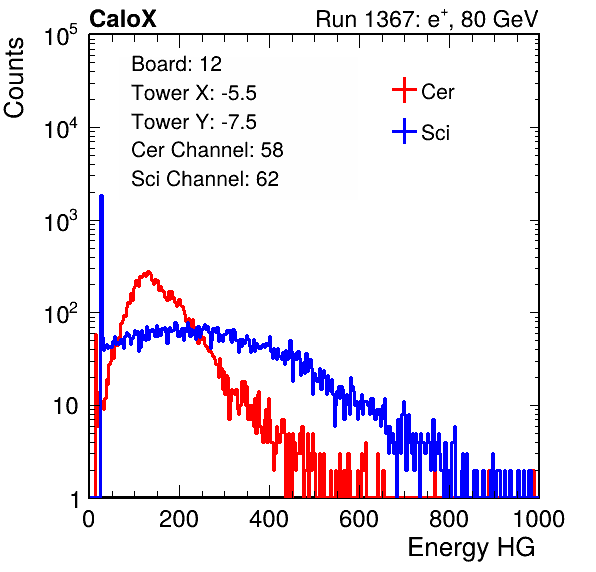 CaloX Run 1367: e+, 80 GeV
Counts
Board: 12
Tower X: -5.5
Tower Y: -7.5
Cer Channel: 58
Sci Channel: 62
Cer
Sci
10^5
10^4
10^3
10^2
10
1
0 200 400 600 800 1000
Energy HG